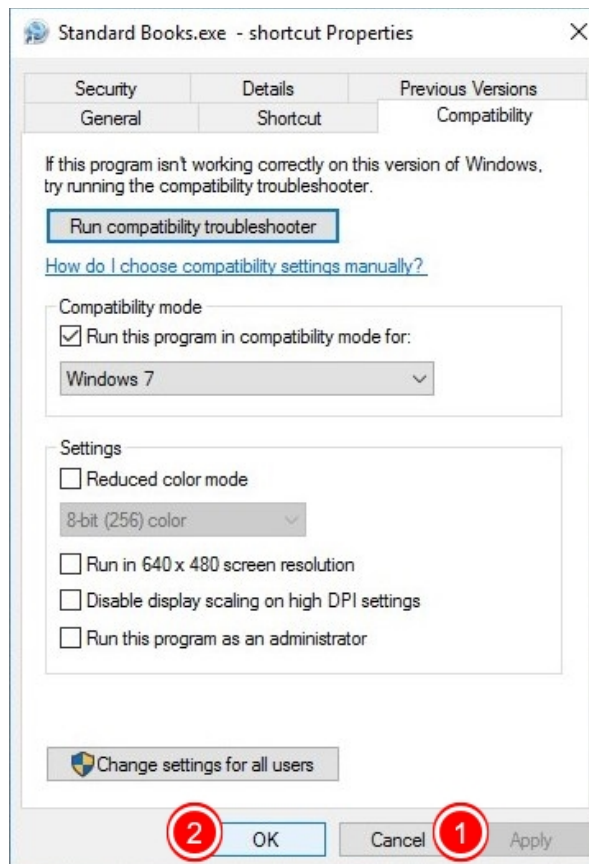 Standard Books.exe - shortcut Properties
Security Details Previous Versions
General Shortcut Compatibility
If this program isn't working correctly on this version of Windows,
try running the compatibility troubleshooter.
Run compatibility troubleshooter
How do I choose compatibility settings manually?
Compatibility mode
Run this program in compatibility mode for:
Windows 7
Settings
Reduced color mode
8-bit (256) color
Run in 640 x 480 screen resolution
Disable display scaling on high DPI settings
Run this program as an administrator
Change settings for all users
2 OK Cancel 1 Apply